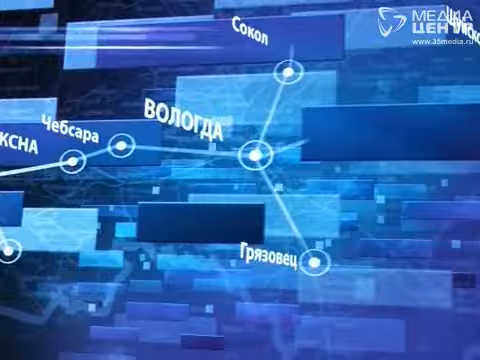 МЕДИА
ЦЕНТР
www.35media.ru
Сокол
ВОЛОГДА
Чебсара
КСНА
Грязовец